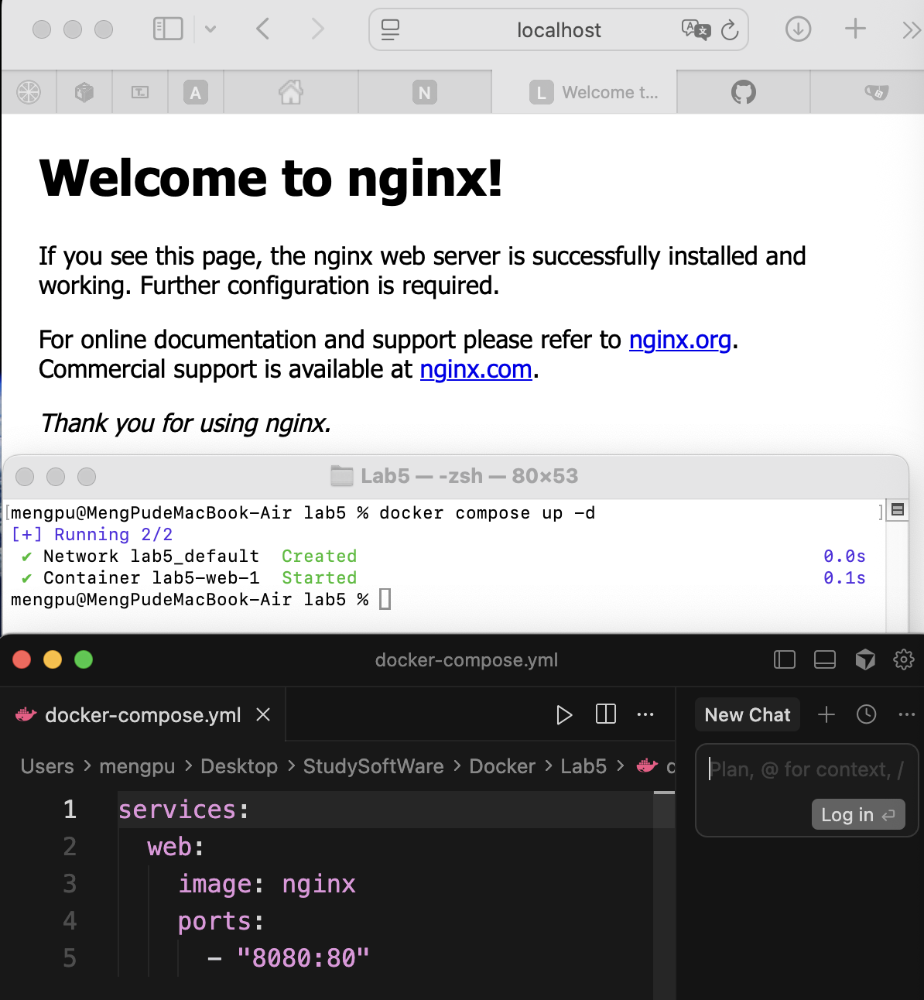 localhost
A
N
L Welcome t...
Welcome to nginx!
If you see this page, the nginx web server is successfully installed and
working. Further configuration is required.
For online documentation and support please refer to nginx.org.
Commercial support is available at nginx.com.
Thank you for using nginx.
Lab5 — -zsh — 80×53
[mengpu@MengPudeMacBook-Air lab5 % docker compose up -d ]
[+] Running 2/2
✔ Network lab5_default Created 0.0s
✔ Container lab5-web-1 Started 0.1s
mengpu@MengPudeMacBook-Air lab5 %
docker-compose.yml
docker-compose.yml
New Chat
Users > mengpu > Desktop > StudySoftWare > Docker > Lab5 > d
Plan, @ for context, /
Log in
1 services:
2 web:
3 image: nginx
4 ports:
5 - "8080:80"